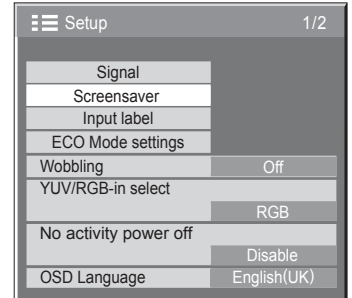 Setup 1/2
Signal
Screensaver
Input label
ECO Mode settings
Wobbling Off
YUV/RGB-in select
RGB
No activity power off
Disable
OSD Language English(UK)